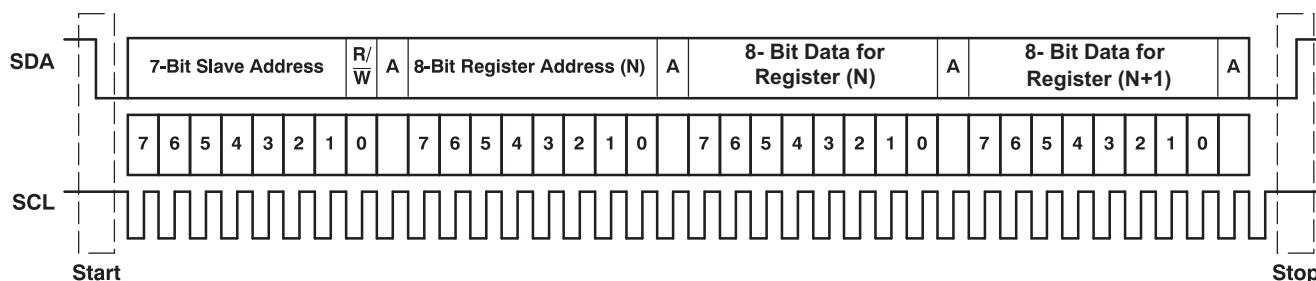 SDA
7-Bit Slave Address
R/
W
A
8-Bit Register Address (N)
A
8- Bit Data for
Register (N)
A
8- Bit Data for
Register (N+1)
A
7 6 5 4 3 2 1 0 7 6 5 4 3 2 1 0 7 6 5 4 3 2 1 0 7 6 5 4 3 2 1 0
SCL
Start
Stop